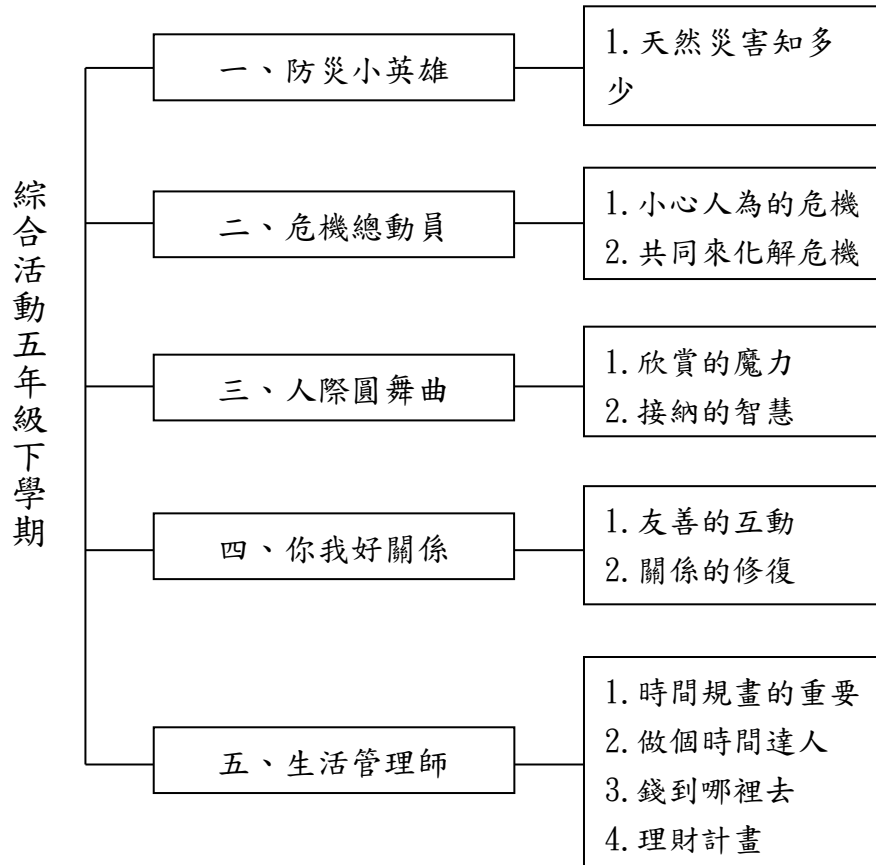 綜合活動五年級下學期
一、防災小英雄
1.天然災害知多
少
二、危機總動員
1.小心人為的危機
2.共同來化解危機
三、人際圓舞曲
1.欣賞的魔力
2.接納的智慧
四、你我好關係
1.友善的互動
2.關係的修復
五、生活管理師
1.時間規畫的重要
2.做個時間達人
3.錢到哪裡去
4.理財計畫